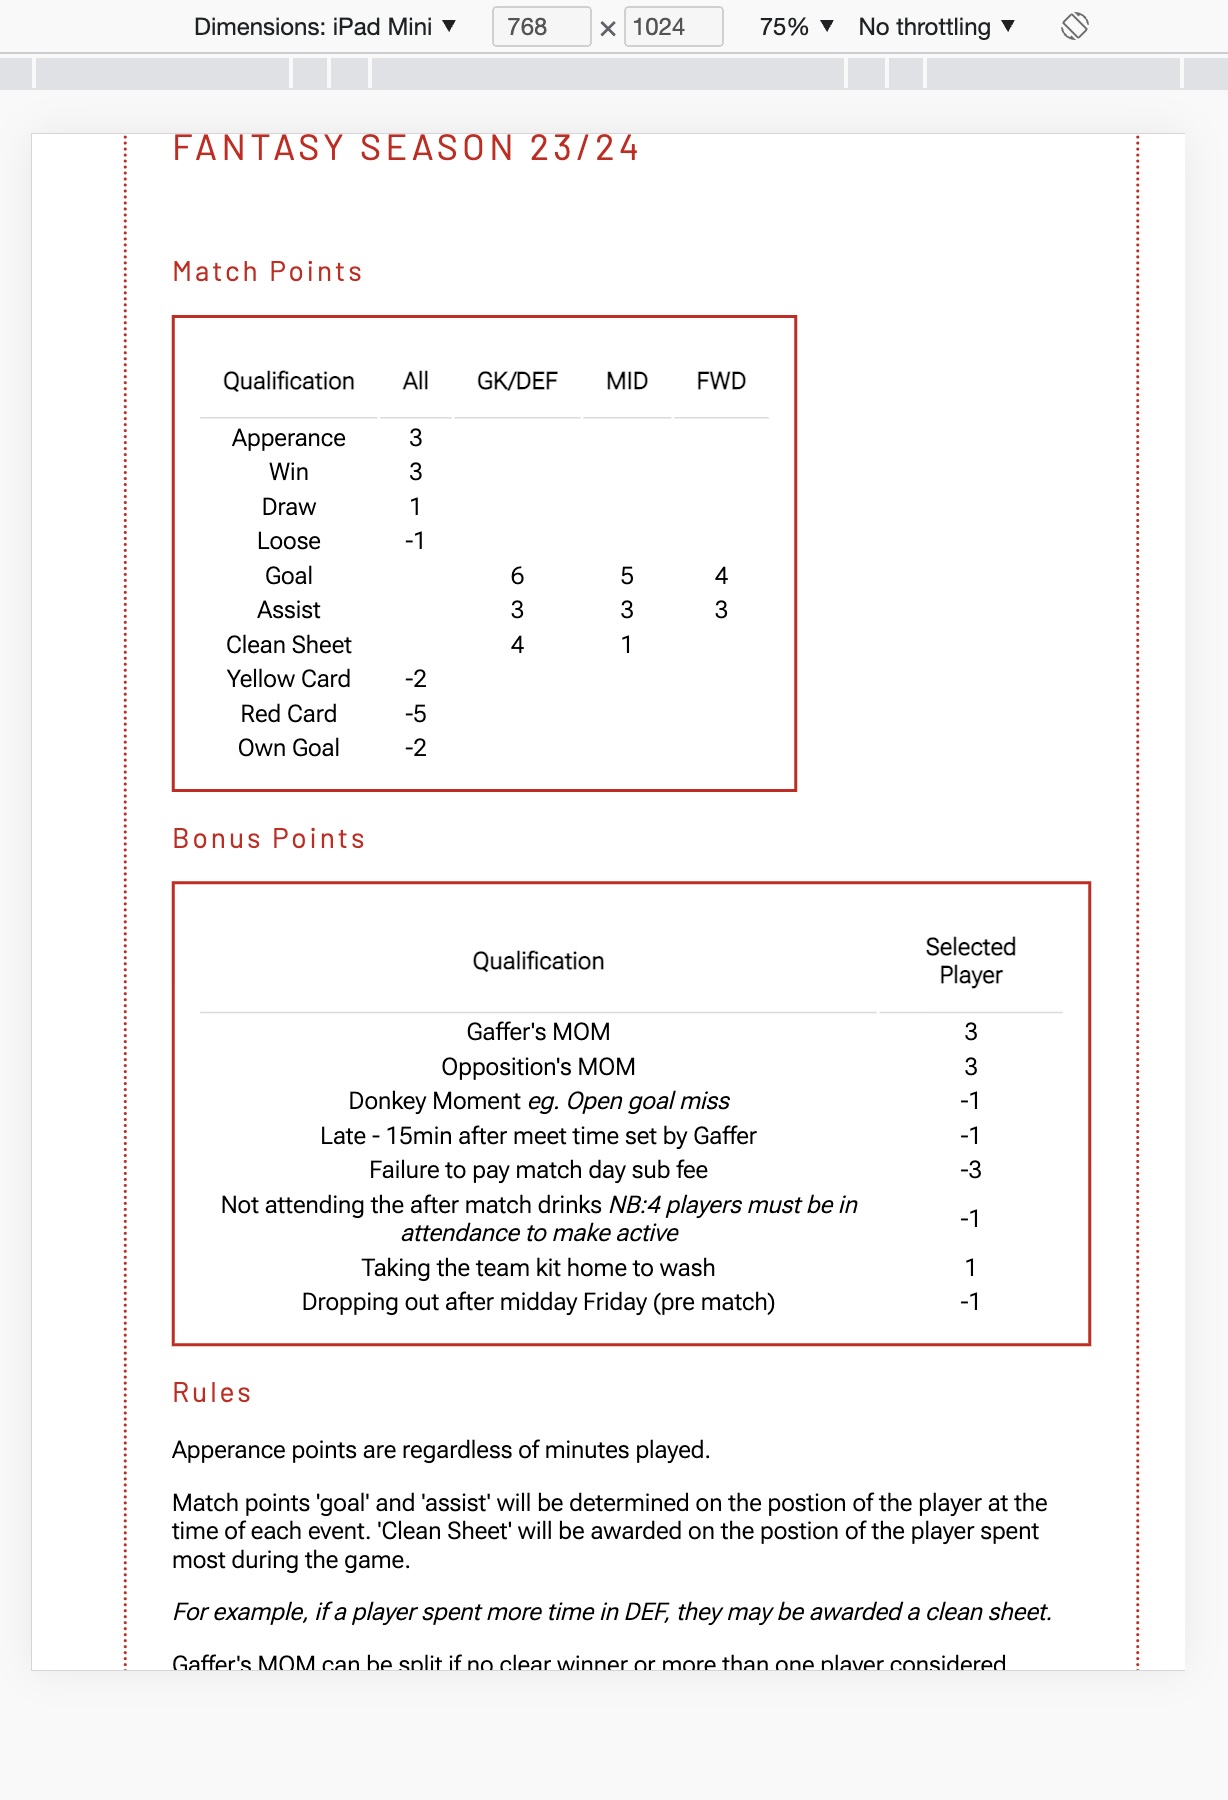 Dimensions: iPad Mini ▼ 768 × 1024 75% ▼ No throttling ▼
FANTASY SEASON 23/24
Match Points
Qualification All GK/DEF MID FWD
Apperance 3
Win 3
Draw 1
Loose -1
Goal 6 5 4
Assist 3 3 3
Clean Sheet 4 1
Yellow Card -2
Red Card -5
Own Goal -2
Bonus Points
Qualification Selected Player
Gaffer's MOM 3
Opposition's MOM 3
Donkey Moment eg. Open goal miss -1
Late - 15min after meet time set by Gaffer -1
Failure to pay match day sub fee -3
Not attending the after match drinks NB:4 players must be in
attendance to make active -1
Taking the team kit home to wash 1
Dropping out after midday Friday (pre match) -1
Rules
Apperance points are regardless of minutes played.
Match points 'goal' and 'assist' will be determined on the postion of the player at the
time of each event. 'Clean Sheet' will be awarded on the postion of the player spent
most during the game.
For example, if a player spent more time in DEF, they may be awarded a clean sheet.
Gaffer's MOM can be split if no clear winner or more than one player considered